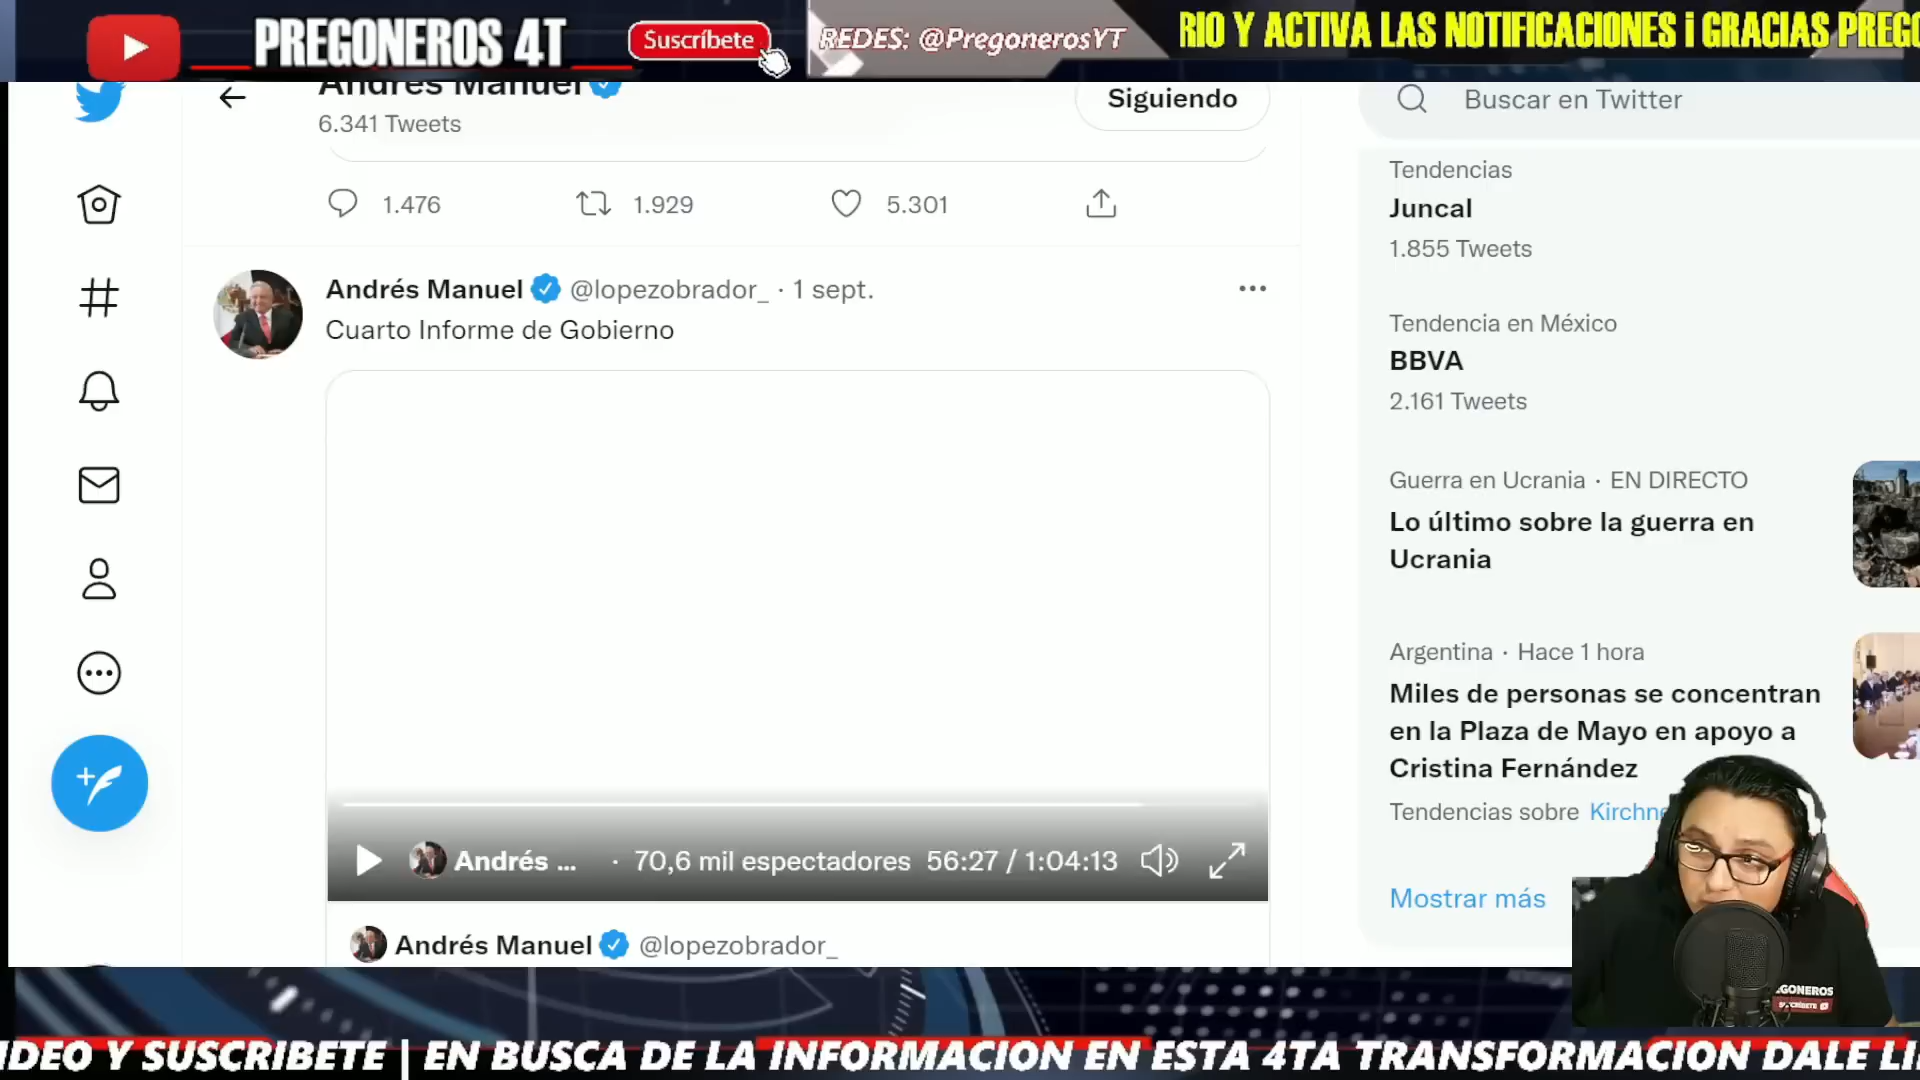 PREGONEROS 4T
Suscríbete
REDES: @PregonerosYT
RIO Y ACTIVA LAS NOTIFICACIONES ¡ GRACIAS PREGO
Andrés Manuel
6.341 Tweets
Siguiendo
Buscar en Twitter
1.476 1.929 5.301
Andrés Manuel @lopezobrador_ · 1 sept.
Cuarto Informe de Gobierno
Andrés ... · 70,6 mil espectadores 56:27 / 1:04:13
Andrés Manuel @lopezobrador_
Tendencias
Juncal
1.855 Tweets
Tendencia en México
BBVA
2.161 Tweets
Guerra en Ucrania · EN DIRECTO
Lo último sobre la guerra en
Ucrania
Argentina · Hace 1 hora
Miles de personas se concentran
en la Plaza de Mayo en apoyo a
Cristina Fernández
Tendencias sobre Kirchne
Mostrar más
EGONEROS
IDEO Y SUSCRIBETE | EN BUSCA DE LA INFORMACION EN ESTA 4TA TRANSFORMACION DALE LI